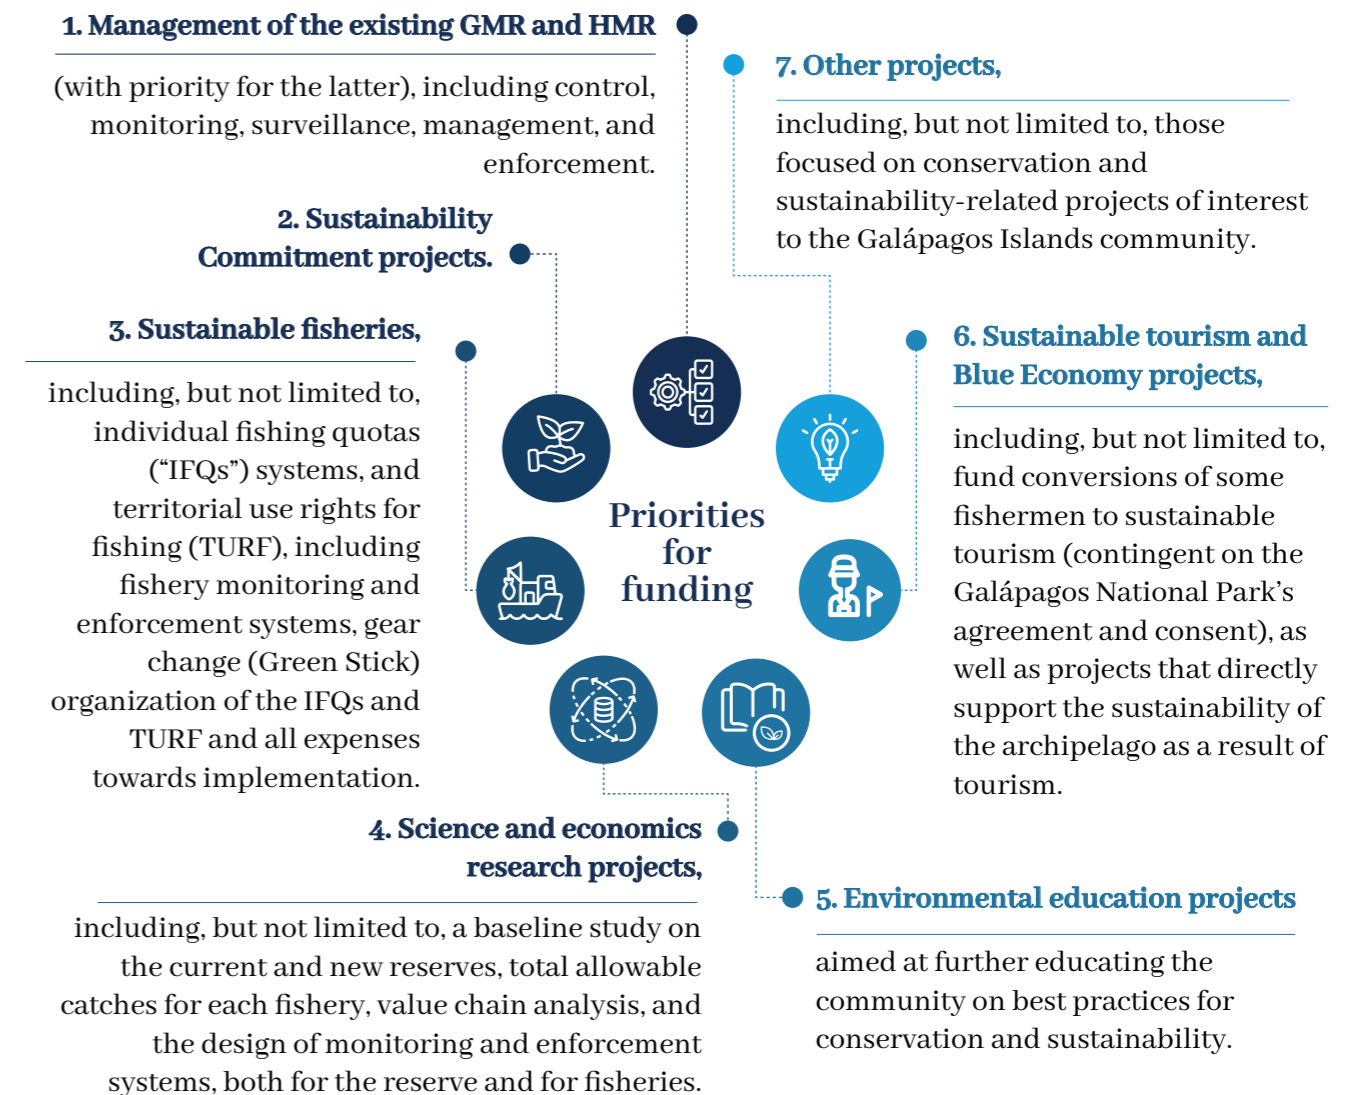 1. Management of the existing GMR and HMR
(with priority for the latter), including control,
monitoring, surveillance, management, and
enforcement.
2. Sustainability
Commitment projects.
3. Sustainable fisheries,
including, but not limited to,
individual fishing quotas
(“IFQs”) systems, and
territorial use rights for
fishing (TURF), including
fishery monitoring and
enforcement systems, gear
change (Green Stick)
organization of the IFQs and
TURF and all expenses
towards implementation.
4. Science and economics
research projects,
including, but not limited to, a baseline study on
the current and new reserves, total allowable
catches for each fishery, value chain analysis, and
the design of monitoring and enforcement
systems, both for the reserve and for fisheries.
Priorities
for
funding
5. Environmental education projects
aimed at further educating the
community on best practices for
conservation and sustainability.
6. Sustainable tourism and
Blue Economy projects,
including, but not limited to,
fund conversions of some
fishermen to sustainable
tourism (contingent on the
Galápagos National Park’s
agreement and consent), as
well as projects that directly
support the sustainability of
the archipelago as a result of
tourism.
7. Other projects,
including, but not limited to, those
focused on conservation and
sustainability-related projects of interest
to the Galápagos Islands community.